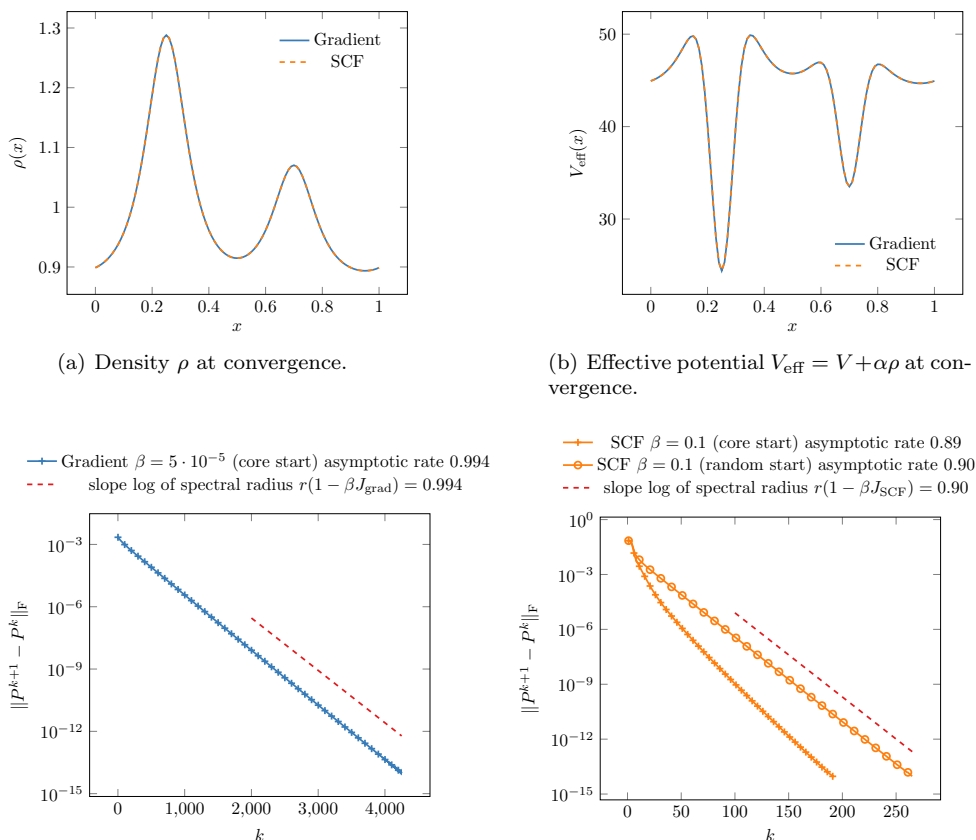 1.3
1.2
1.1
1
0.9
ρ(x)
Gradient
SCF
0 0.2 0.4 0.6 0.8 1
x
(a) Density ρ at convergence.
50
40
30
V_eff(x)
Gradient
SCF
0 0.2 0.4 0.6 0.8 1
x
(b) Effective potential V_eff = V + αρ at con-
vergence.
Gradient β = 5 · 10^−5 (core start) asymptotic rate 0.994
slope log of spectral radius r(1 − βJ_grad) = 0.994
10^−3
10^−6
10^−9
10^−12
10^−15
‖P^{k+1} − P^k‖_F
0 1,000 2,000 3,000 4,000
k
SCF β = 0.1 (core start) asymptotic rate 0.89
SCF β = 0.1 (random start) asymptotic rate 0.90
slope log of spectral radius r(1 − βJ_SCF) = 0.90
10^0
10^−3
10^−6
10^−9
10^−12
10^−15
‖P^{k+1} − P^k‖_F
0 50 100 150 200 250
k